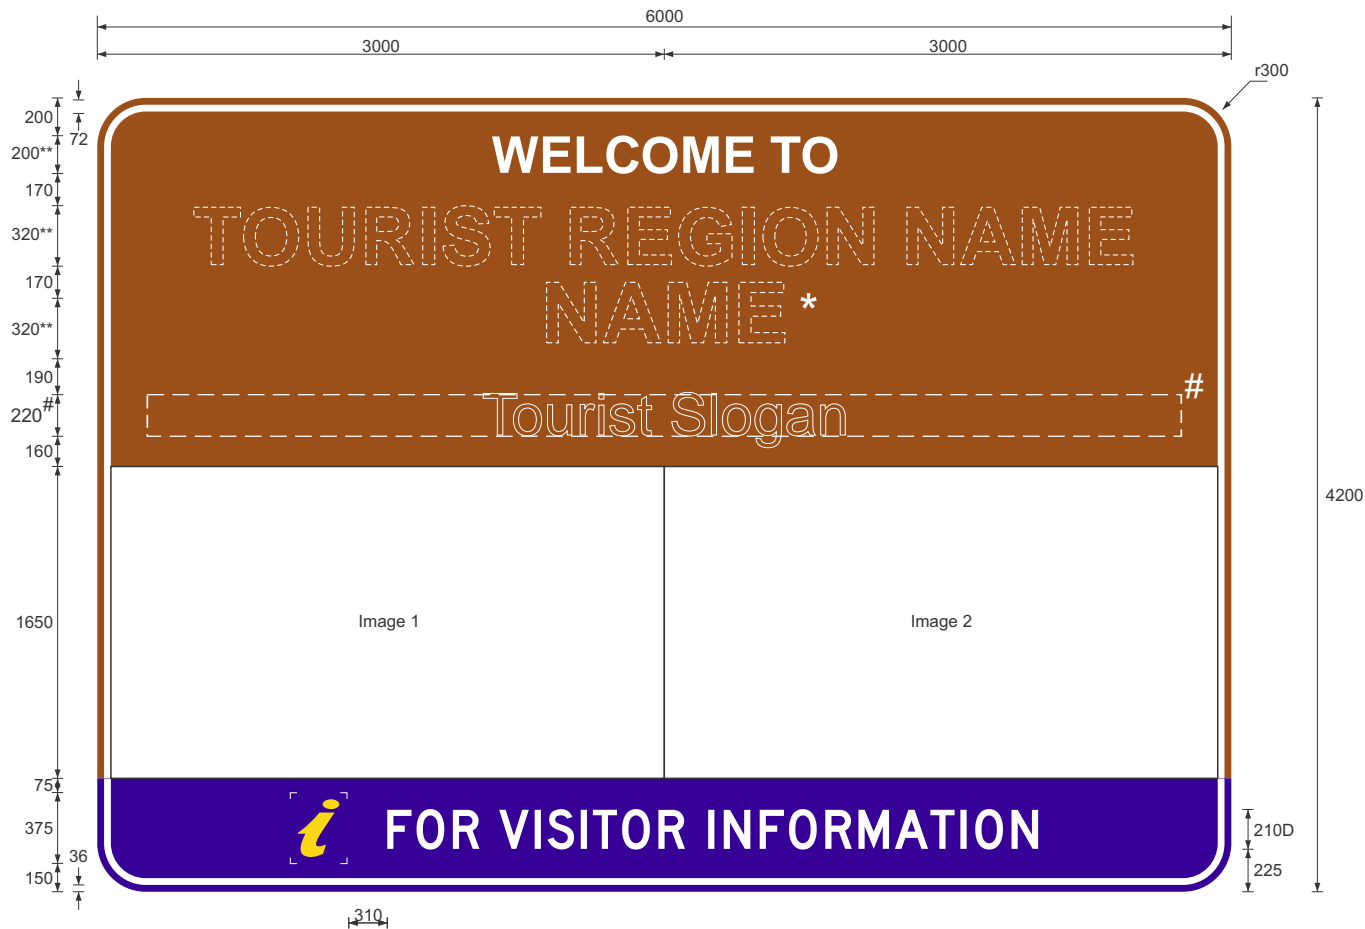 6000
3000 3000
r300
200
72
200**
WELCOME TO
170
320**
TOURIST REGION NAME
170
NAME *
320**
190
#
220#
Tourist Slogan
160
4200
1650
Image 1 Image 2
75
375
i FOR VISITOR INFORMATION
210D
36
150
225
310